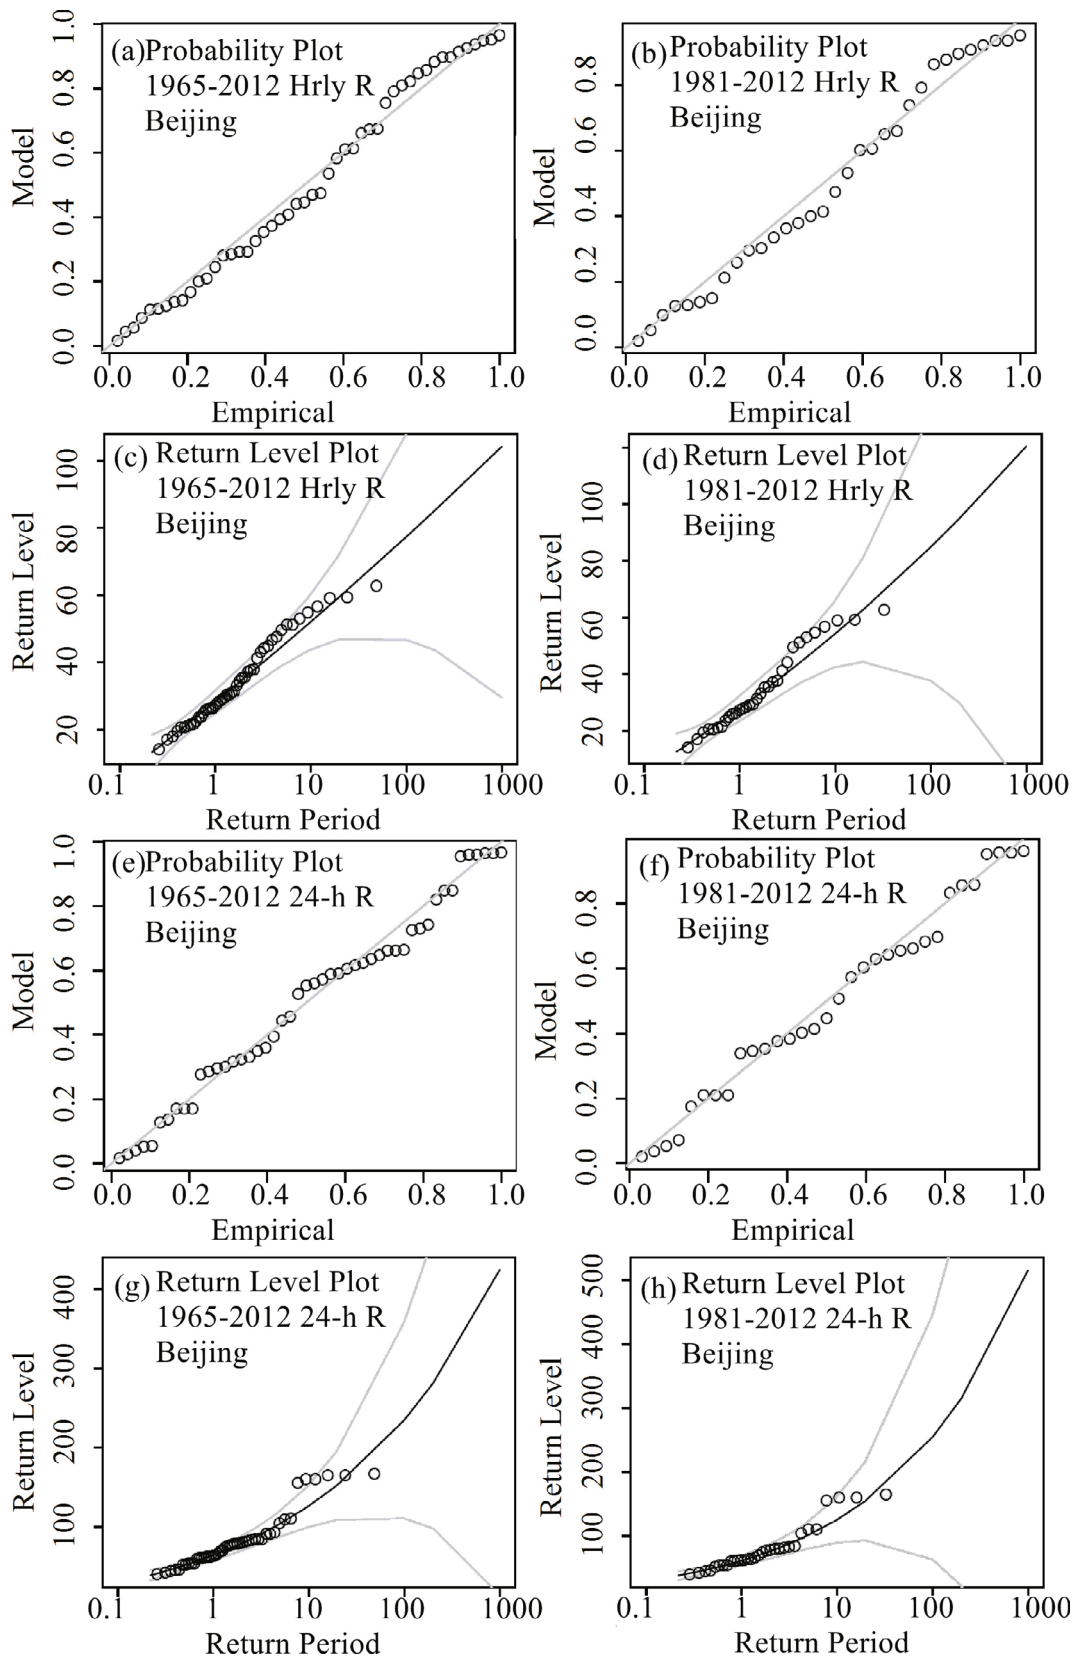 (a) Probability Plot
1965-2012 Hrly R
Beijing
Model
0.0 0.2 0.4 0.6 0.8 1.0
0.0 0.2 0.4 0.6 0.8 1.0
Empirical
(b) Probability Plot
1981-2012 Hrly R
Beijing
Model
0.0 0.2 0.4 0.6 0.8
0.0 0.2 0.4 0.6 0.8 1.0
Empirical
(c) Return Level Plot
1965-2012 Hrly R
Beijing
Return Level
20 40 60 80 100
0.1 1 10 100 1000
Return Period
(d) Return Level Plot
1981-2012 Hrly R
Beijing
Return Level
20 40 60 80 100
0.1 1 10 100 1000
Return Period
(e) Probability Plot
1965-2012 24-h R
Beijing
Model
0.0 0.2 0.4 0.6 0.8 1.0
0.0 0.2 0.4 0.6 0.8 1.0
Empirical
(f) Probability Plot
1981-2012 24-h R
Beijing
Model
0.0 0.2 0.4 0.6 0.8
0.0 0.2 0.4 0.6 0.8 1.0
Empirical
(g) Return Level Plot
1965-2012 24-h R
Beijing
Return Level
100 200 300 400
0.1 1 10 100 1000
Return Period
(h) Return Level Plot
1981-2012 24-h R
Beijing
Return Level
100 200 300 400 500
0.1 1 10 100 1000
Return Period